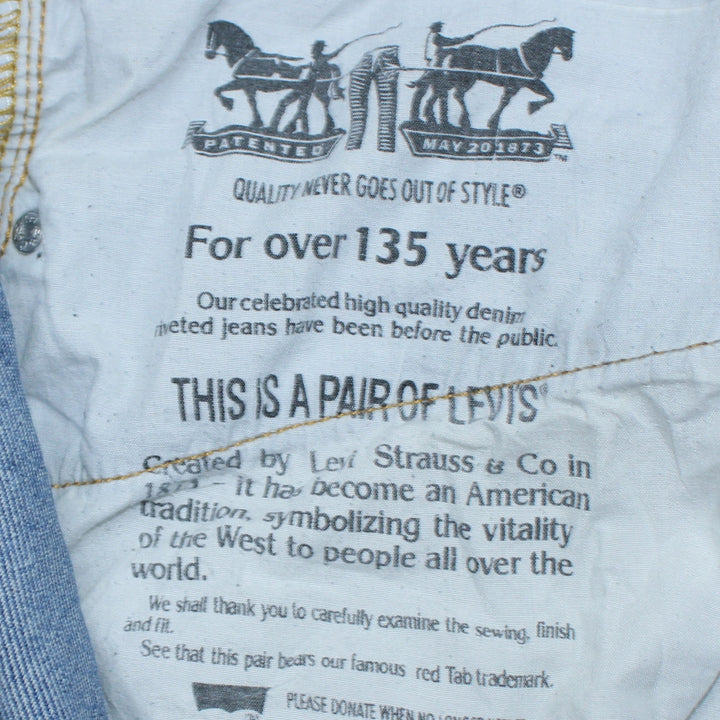 PATENTED MAY 20 1873 ™
QUALITY NEVER GOES OUT OF STYLE®
For over 135 years
Our celebrated high quality denim
riveted jeans have been before the public.
THIS IS A PAIR OF LEVI'S®
Created by Levi Strauss & Co in
1873 – it has become an American
tradition, symbolizing the vitality
of the West to people all over the
world.
We shall thank you to carefully examine the sewing, finish
and fit.
See that this pair bears our famous red Tab trademark.
™ PLEASE DONATE WHEN NO LONGER